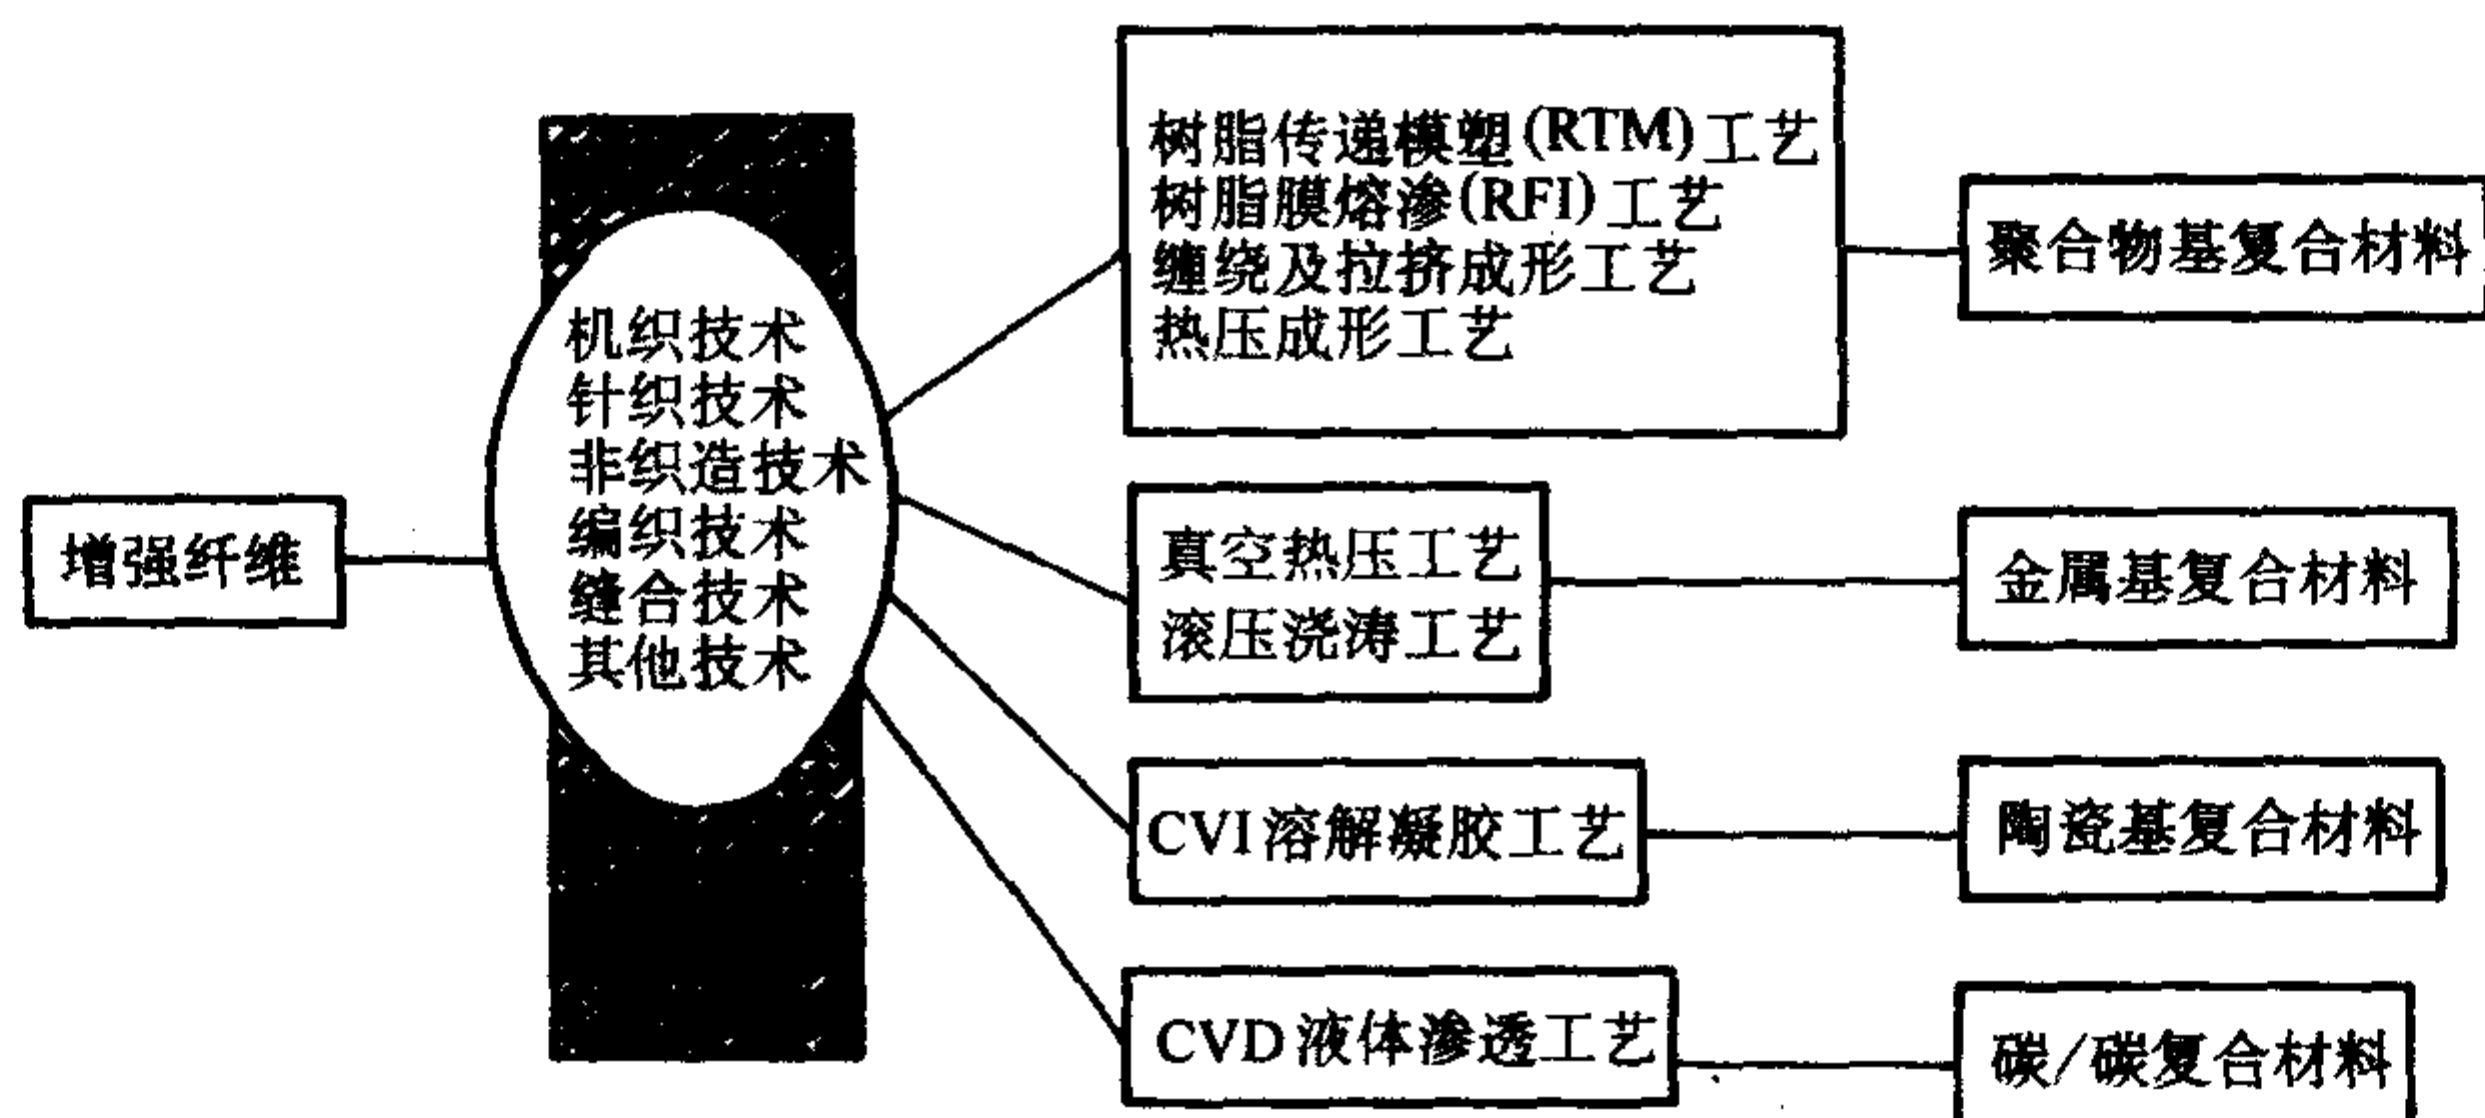 增强纤维
机织技术
针织技术
非织造技术
编织技术
缝合技术
其他技术
树脂传递模塑(RTM)工艺
树脂膜熔渗(RFI)工艺
缠绕及拉挤成形工艺
热压成形工艺
聚合物基复合材料
真空热压工艺
滚压浇涛工艺
金属基复合材料
CVI溶解凝胶工艺
陶瓷基复合材料
CVD液体渗透工艺
碳/碳复合材料